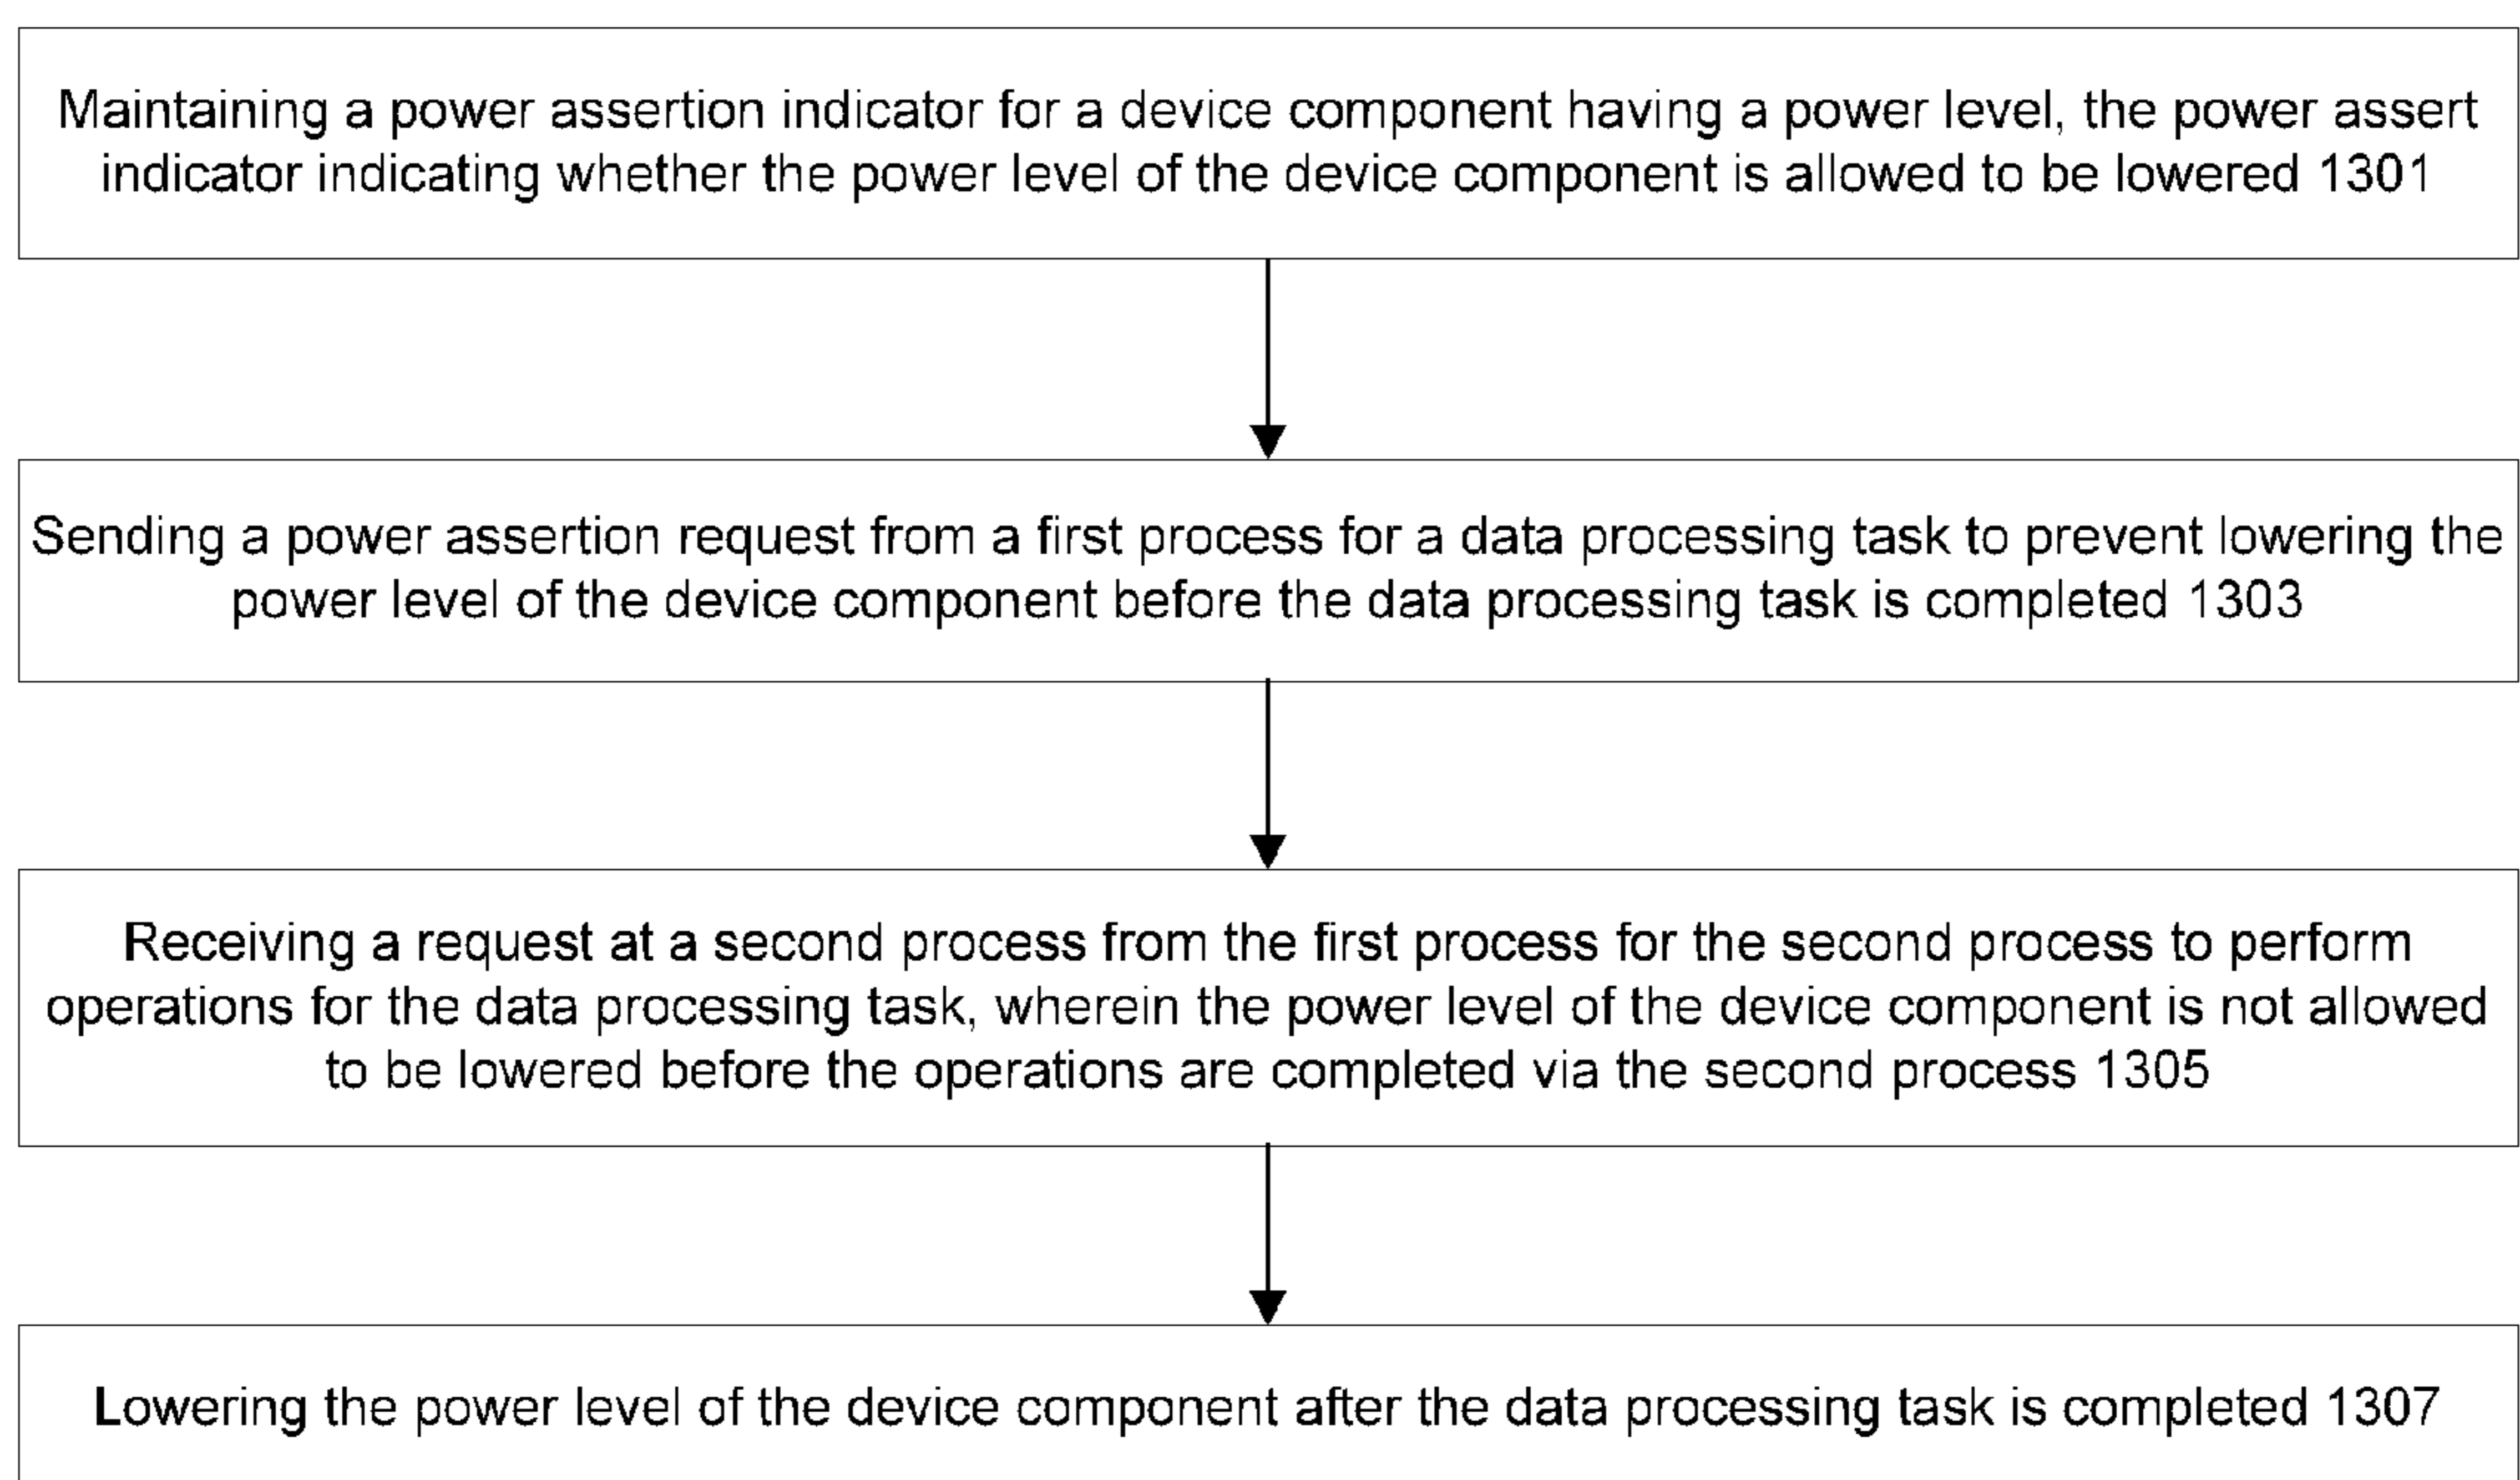 Maintaining a power assertion indicator for a device component having a power level, the power assert
indicator indicating whether the power level of the device component is allowed to be lowered 1301
Sending a power assertion request from a first process for a data processing task to prevent lowering the
power level of the device component before the data processing task is completed 1303
Receiving a request at a second process from the first process for the second process to perform
operations for the data processing task, wherein the power level of the device component is not allowed
to be lowered before the operations are completed via the second process 1305
Lowering the power level of the device component after the data processing task is completed 1307